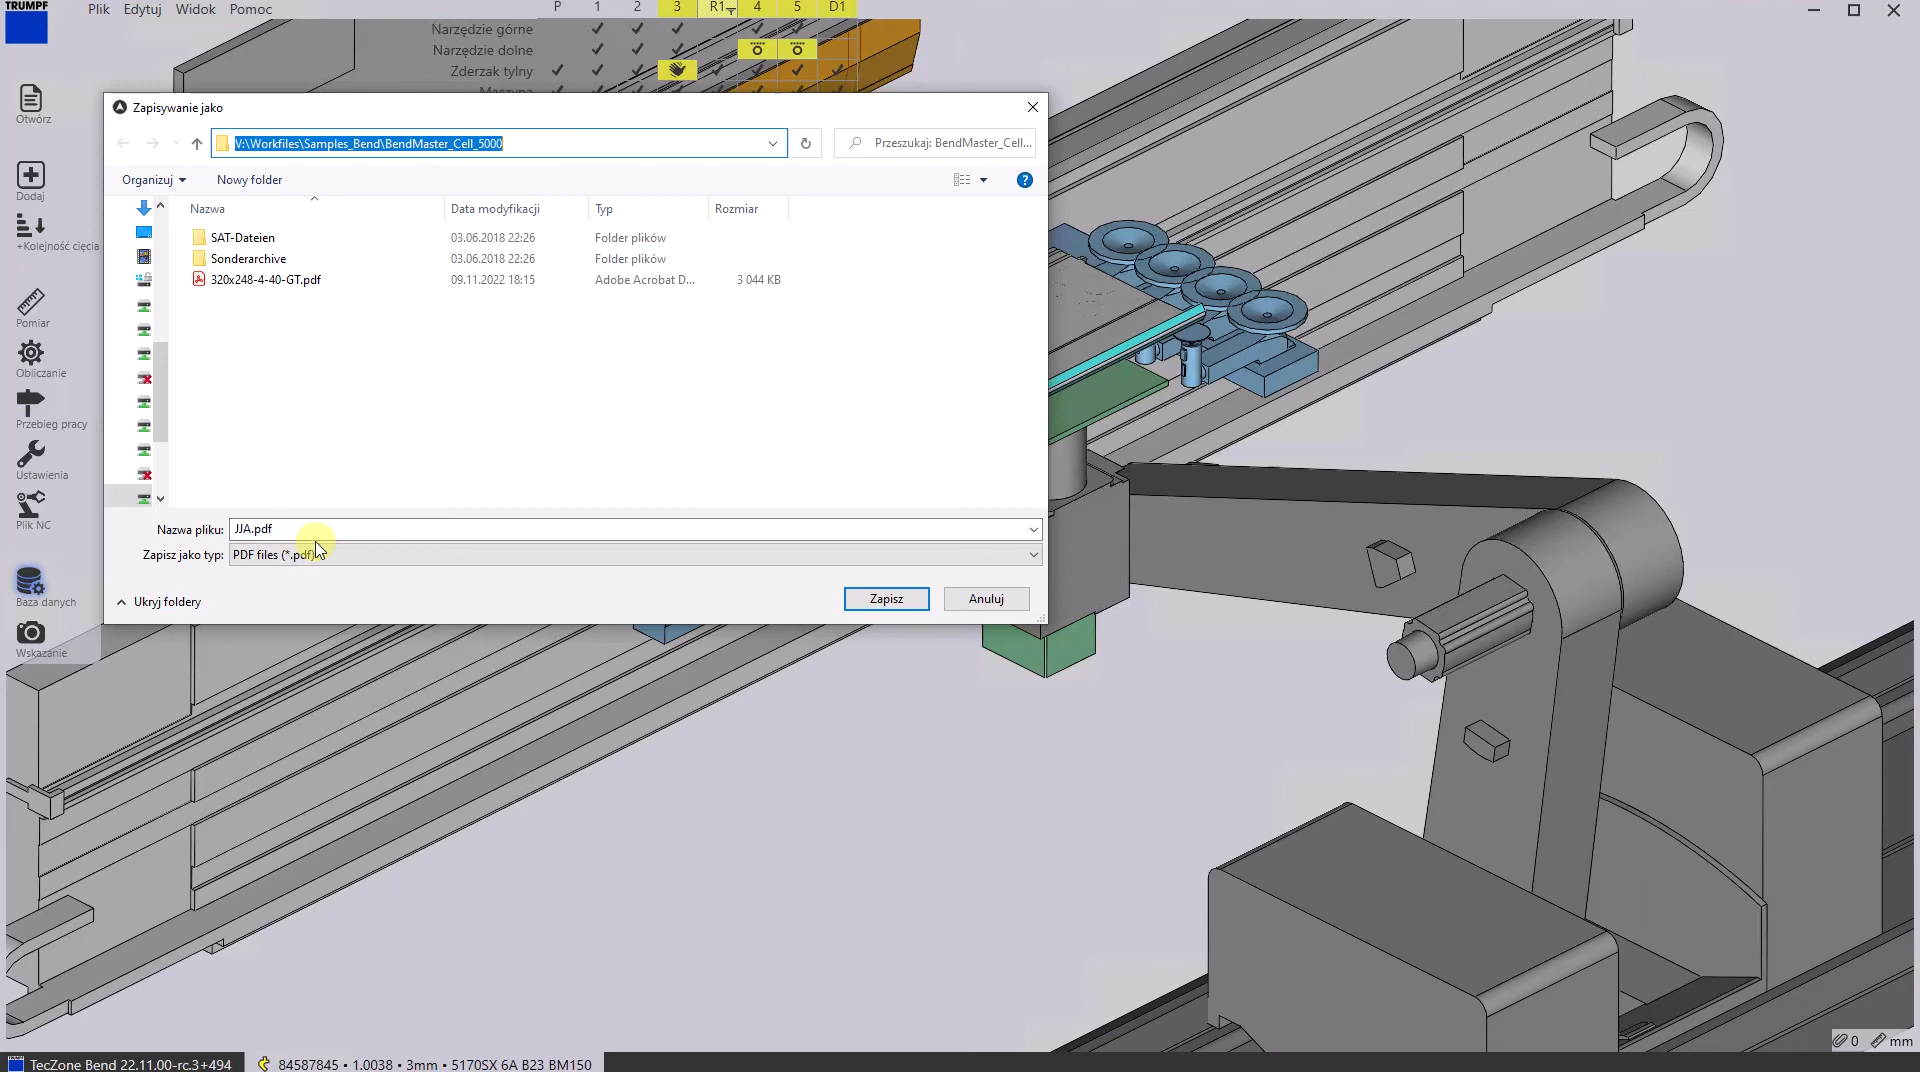 TRUMPF
Plik Edytuj Widok Pomoc
P 1 2 3 R1 4 5 D1
Narzędzie górne
Narzędzie dolne
Zderzak tylny
Maszyna
Otwórz
Dodaj
+Kolejność cięcia
Pomiar
Obliczanie
Przebieg pracy
Ustawienia
Plik NC
Baza danych
Wskazanie
Zapisywanie jako
V:\Workfiles\Samples_Bend\BendMaster_Cell_5000
Przeszukaj: BendMaster_Cell...
Organizuj Nowy folder
Nazwa Data modyfikacji Typ Rozmiar
SAT-Dateien 03.06.2018 22:26 Folder plików
Sonderarchive 03.06.2018 22:26 Folder plików
320x248-4-40-GT.pdf 09.11.2022 18:15 Adobe Acrobat D... 3 044 KB
Nazwa pliku: JJA.pdf
Zapisz jako typ: PDF files (*.pdf)
Ukryj foldery Zapisz Anuluj
0 mm
TecZone Bend 22.11.00-rc.3+494 84587845 • 1.0038 • 3mm • 5170SX 6A B23 BM150